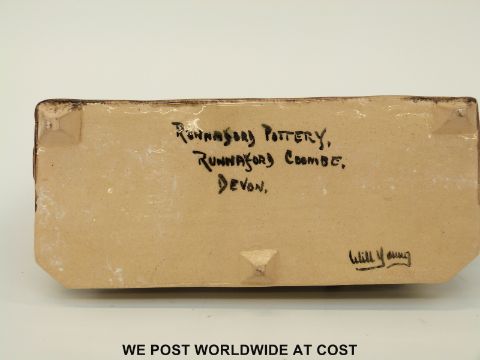 RUNNAFORD POTTERY,
RUNNAFORD COOMBE,
DEVON.
Will Young
WE POST WORLDWIDE AT COST